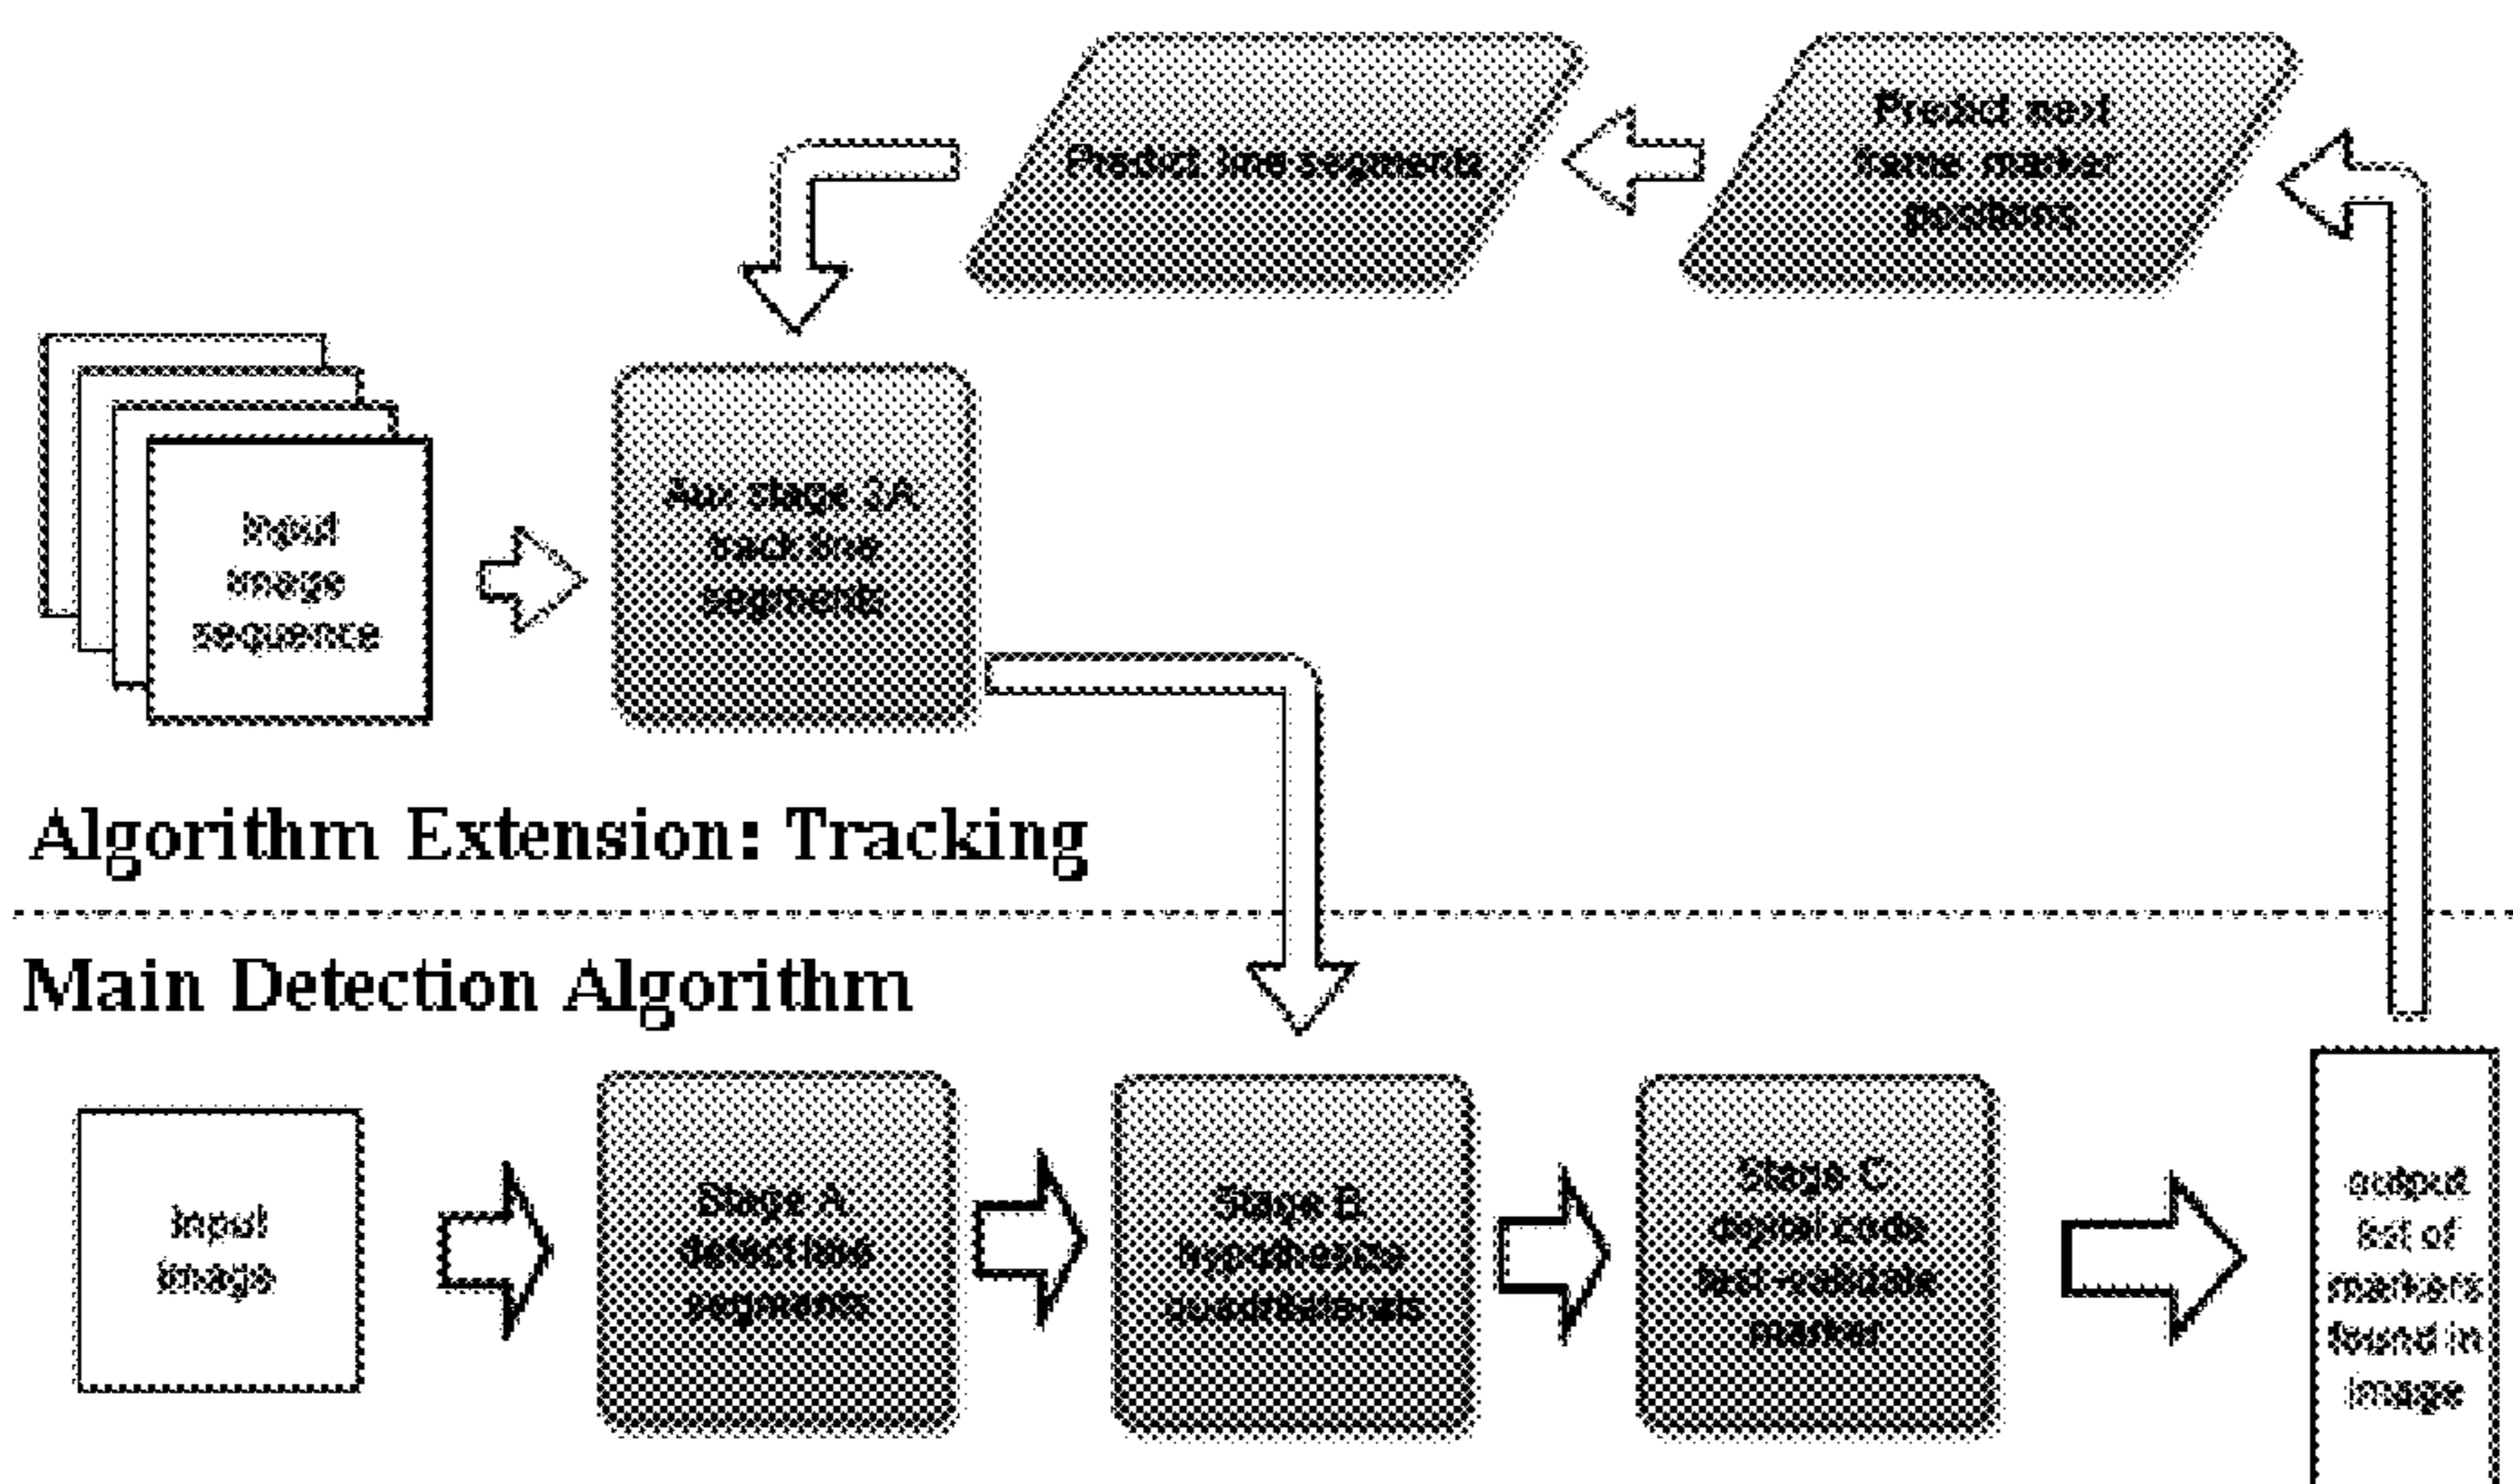 Predict next
frame marker
positions
Predict line segments
Aux stage 2A
track line
segments
Input
image
sequence
Algorithm Extension: Tracking
Main Detection Algorithm
Input
image
Stage A
detect line
segments
Stage B
hypothesize
quadrilaterals
Stage C
digital code
test -validate
marker
output
list of
markers
found in
image